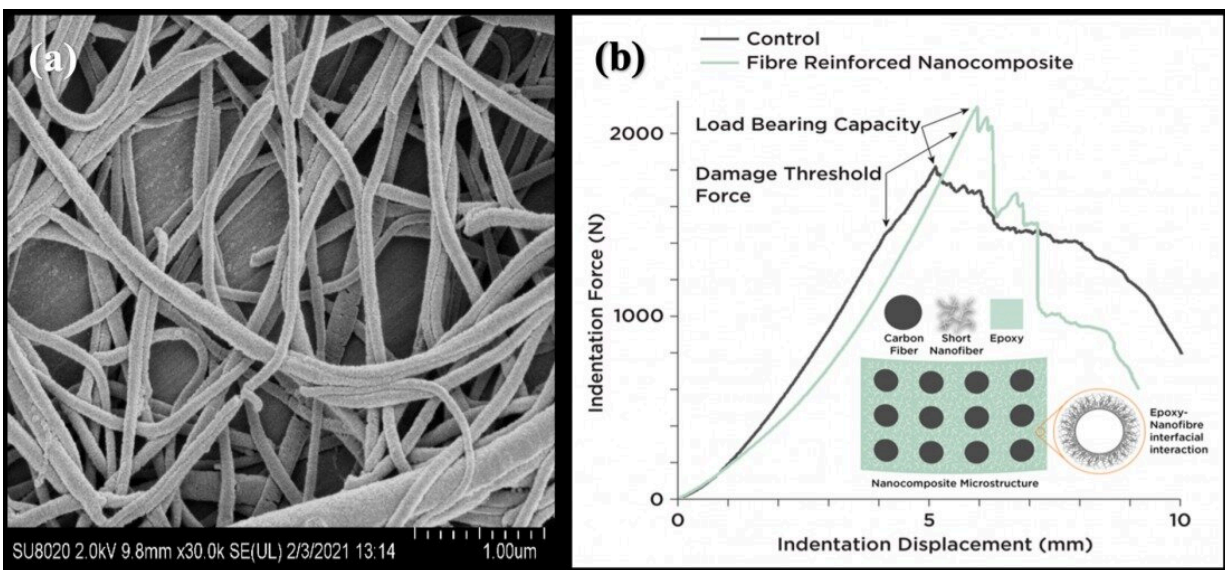 (a)
SU8020 2.0kV 9.8mm x30.0k SE(UL) 2/3/2021 13:14
1.00um
(b)
Control
Fibre Reinforced Nanocomposite
Load Bearing Capacity
Damage Threshold
Force
Indentation Force (N)
2000
1000
0
Carbon
Fiber
Short
Nanofiber
Epoxy
Epoxy-
Nanofibre
interfacial
interaction
Nanocomposite Microstructure
0
5
10
Indentation Displacement (mm)